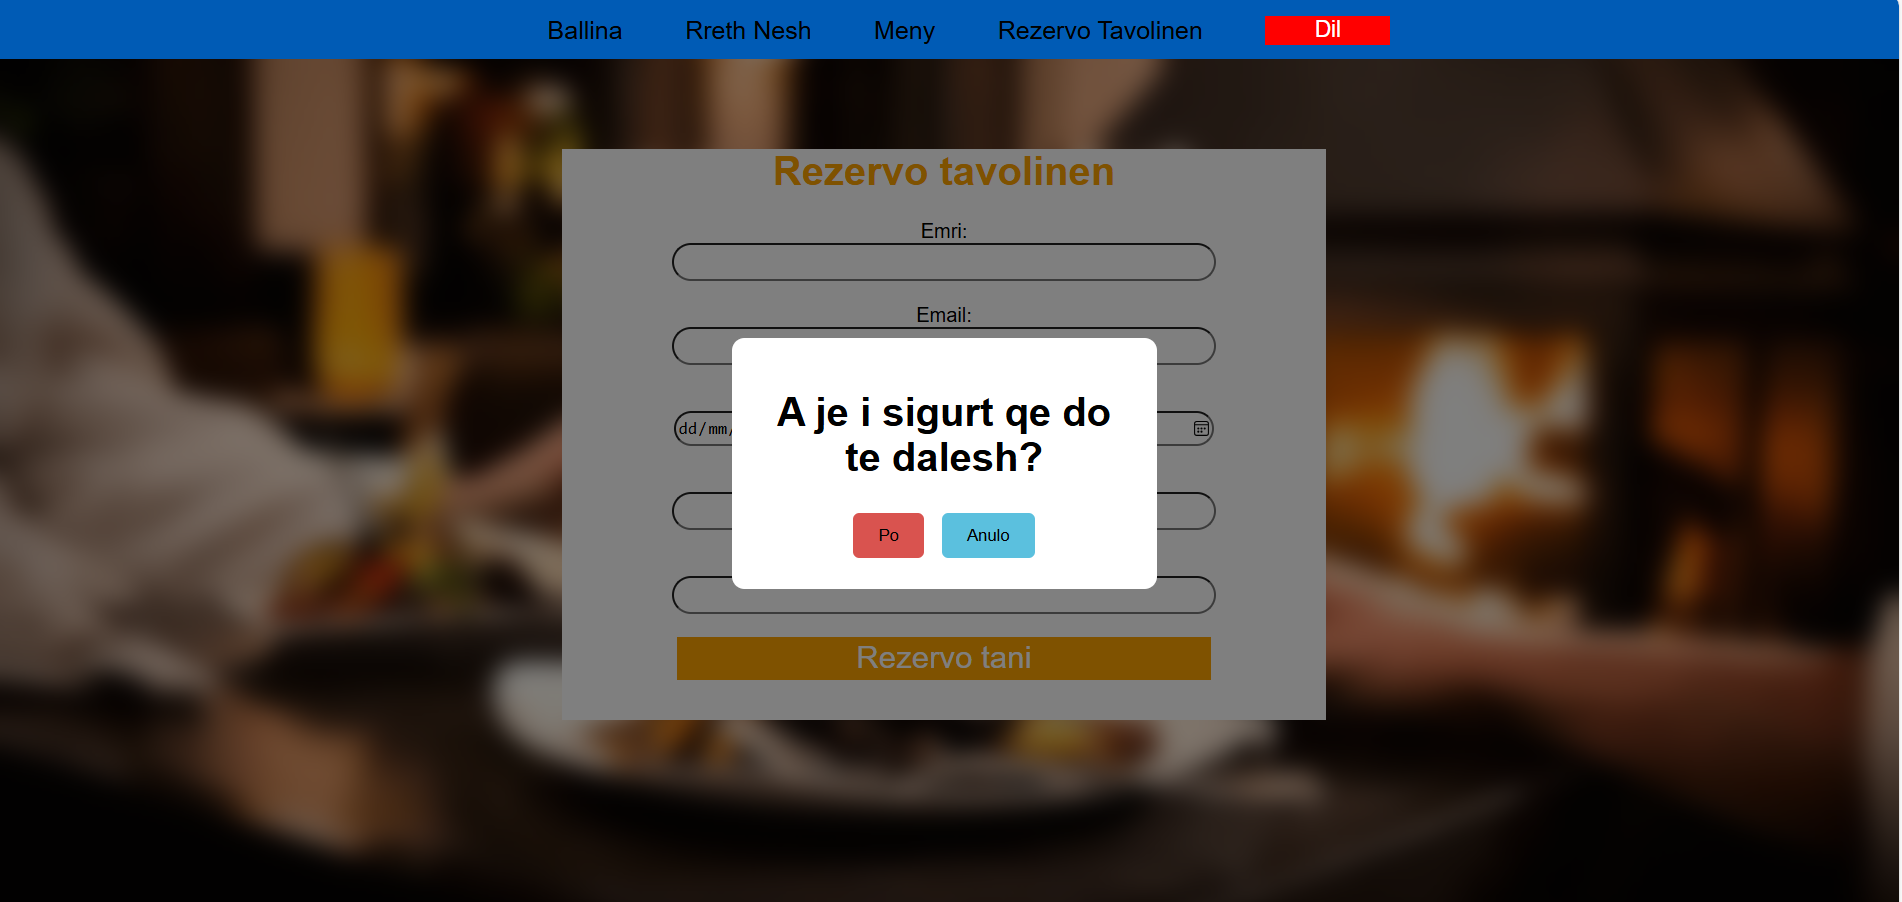 Ballina Rreth Nesh Meny Rezervo Tavolinen Dil
Rezervo tavolinen
Emri:
Email:
dd/mm/
A je i sigurt qe do
te dalesh?
Po Anulo
Rezervo tani